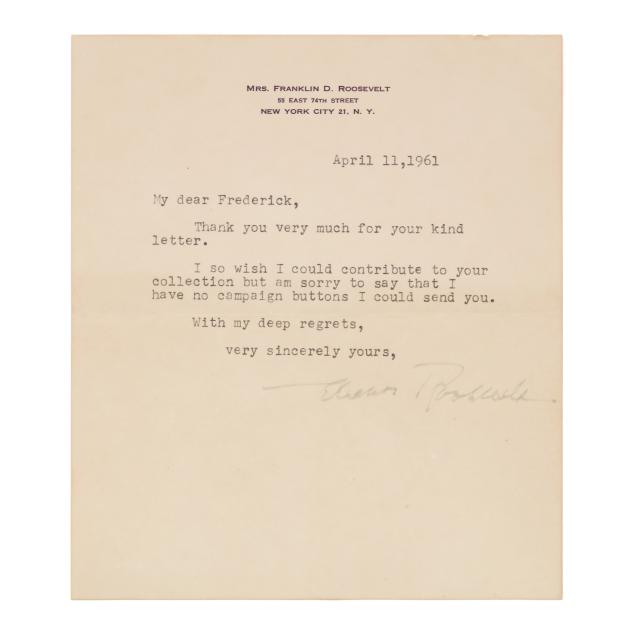 MRS. FRANKLIN D. ROOSEVELT
55 EAST 74TH STREET
NEW YORK CITY 21, N. Y.
April 11,1961
My dear Frederick,
Thank you very much for your kind
letter.
I so wish I could contribute to your
collection but am sorry to say that I
have no campaign buttons I could send you.
With my deep regrets,
very sincerely yours,
Eleanor Roosevelt